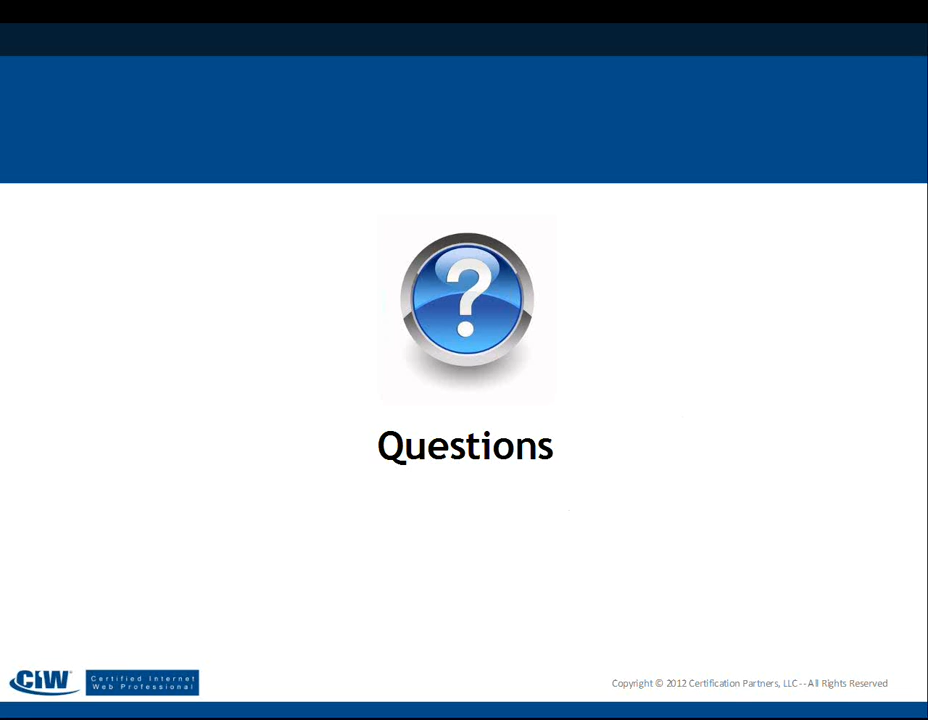 ?
Questions
CIW
Certified Internet
Web Professional
Copyright © 2012 Certification Partners, LLC -- All Rights Reserved